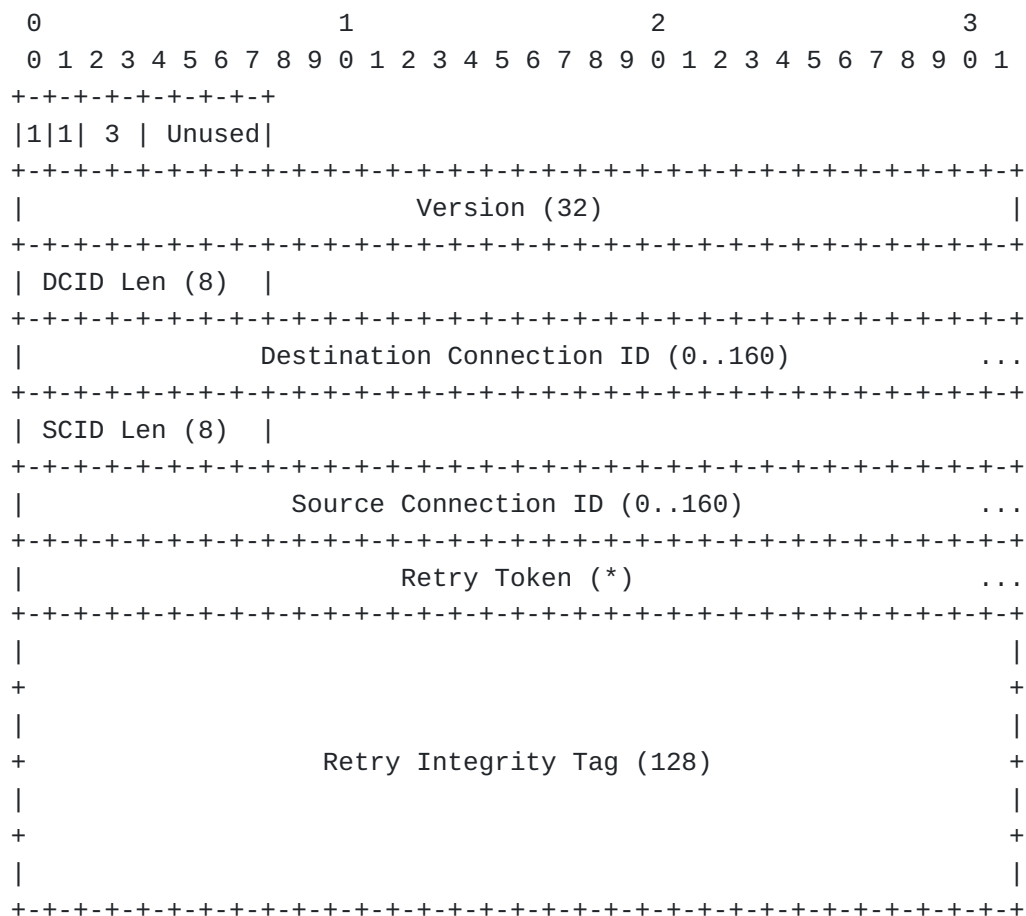 0                   1                   2                   3
 0 1 2 3 4 5 6 7 8 9 0 1 2 3 4 5 6 7 8 9 0 1 2 3 4 5 6 7 8 9 0 1
+-+-+-+-+-+-+-+-+
|1|1| 3 | Unused|
+-+-+-+-+-+-+-+-+-+-+-+-+-+-+-+-+-+-+-+-+-+-+-+-+-+-+-+-+-+-+-+-+
|                         Version (32)                          |
+-+-+-+-+-+-+-+-+-+-+-+-+-+-+-+-+-+-+-+-+-+-+-+-+-+-+-+-+-+-+-+-+
| DCID Len (8)  |
+-+-+-+-+-+-+-+-+-+-+-+-+-+-+-+-+-+-+-+-+-+-+-+-+-+-+-+-+-+-+-+-+
|               Destination Connection ID (0..160)            ...
+-+-+-+-+-+-+-+-+-+-+-+-+-+-+-+-+-+-+-+-+-+-+-+-+-+-+-+-+-+-+-+-+
| SCID Len (8)  |
+-+-+-+-+-+-+-+-+-+-+-+-+-+-+-+-+-+-+-+-+-+-+-+-+-+-+-+-+-+-+-+-+
|                 Source Connection ID (0..160)               ...
+-+-+-+-+-+-+-+-+-+-+-+-+-+-+-+-+-+-+-+-+-+-+-+-+-+-+-+-+-+-+-+-+
|                        Retry Token (*)                      ...
+-+-+-+-+-+-+-+-+-+-+-+-+-+-+-+-+-+-+-+-+-+-+-+-+-+-+-+-+-+-+-+-+
|                                                               |
+                                                               +
|                                                               |
+                   Retry Integrity Tag (128)                   +
|                                                               |
+                                                               +
|                                                               |
+-+-+-+-+-+-+-+-+-+-+-+-+-+-+-+-+-+-+-+-+-+-+-+-+-+-+-+-+-+-+-+-+